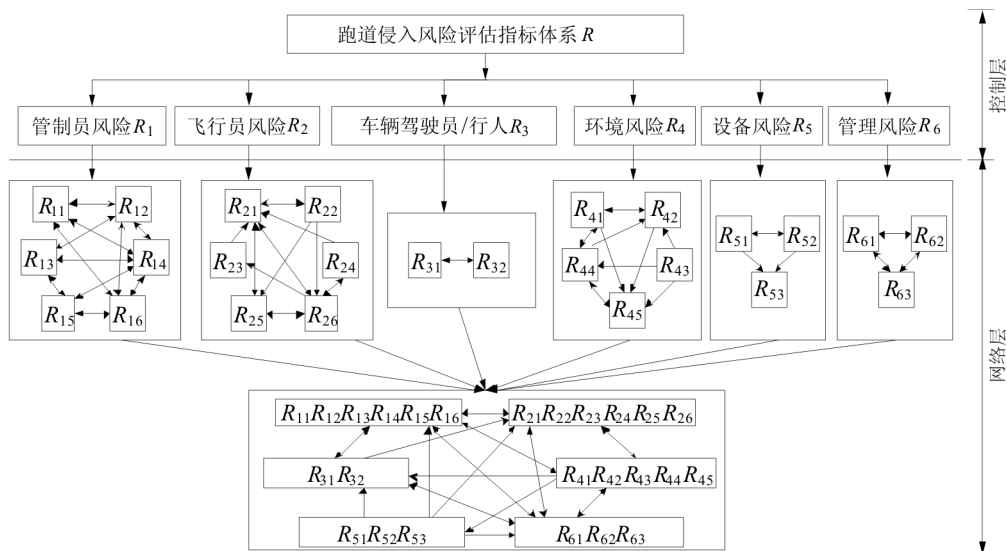 跑道侵入风险评估指标体系 R
控制层
管制员风险R1
飞行员风险R2
车辆驾驶员/行人R3
环境风险R4
设备风险R5
管理风险R6
网络层
R11 R12
R13 R14
R15 R16
R21 R22
R23 R24
R25 R26
R31 R32
R41 R42
R44 R43
R45
R51 R52
R53
R61 R62
R63
R11R12R13R14R15R16
R21R22R23R24R25R26
R31R32
R41R42R43R44R45
R51R52R53
R61R62R63